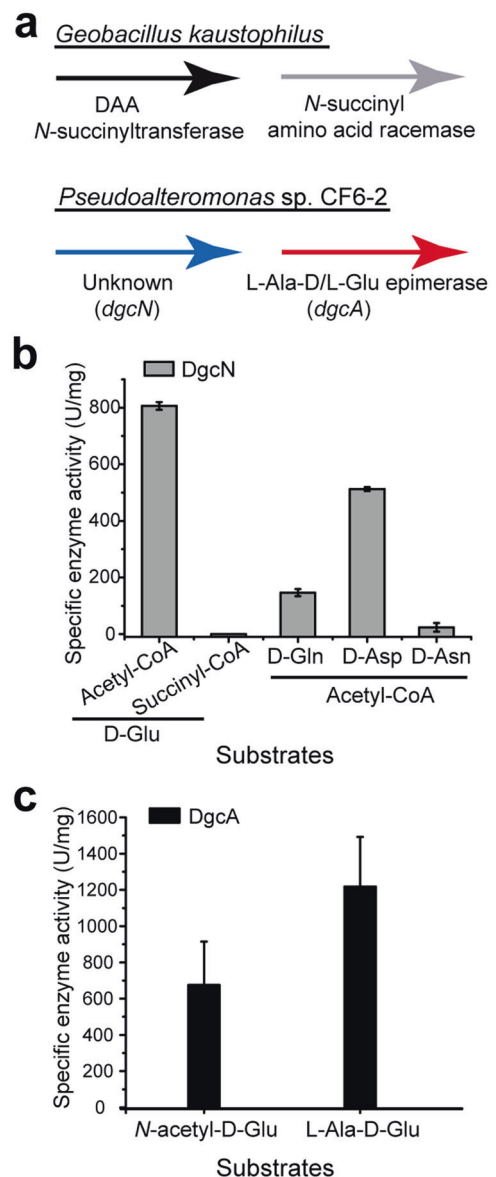 a
Geobacillus kaustophilus
DAA
N-succinyltransferase
N-succinyl
amino acid racemase
Pseudoalteromonas sp. CF6-2
Unknown
(dgcN)
L-Ala-D/L-Glu epimerase
(dgcA)
b
DgcN
Specific enzyme activity (U/mg)
800
600
400
200
0
Acetyl-CoA
Succinyl-CoA
D-Gln
D-Asp
D-Asn
D-Glu
Acetyl-CoA
Substrates
c
DgcA
Specific enzyme activity (U/mg)
1600
1400
1200
1000
800
600
400
200
0
N-acetyl-D-Glu
L-Ala-D-Glu
Substrates